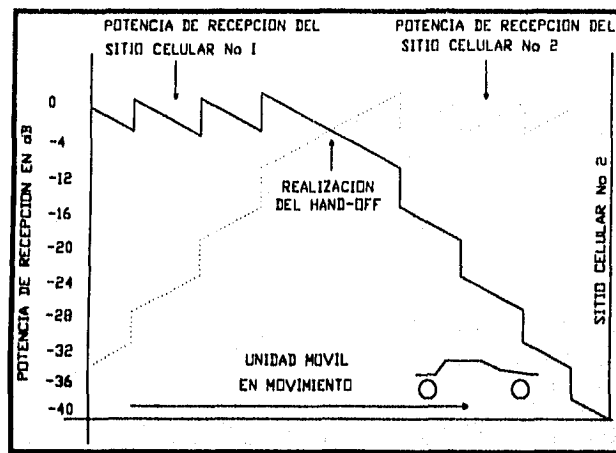 POTENCIA DE RECEPCION DEL
SITIO CELULAR No 1
POTENCIA DE RECEPCION DEL
SITIO CELULAR No 2
POTENCIA DE RECEPCION EN dB
0
-4
-12
-16
-20
-24
-28
-32
-36
-40
REALIZACION
DEL HAND-OFF
UNIDAD MOVIL
EN MOVIMIENTO
SITIO CELULAR No 2